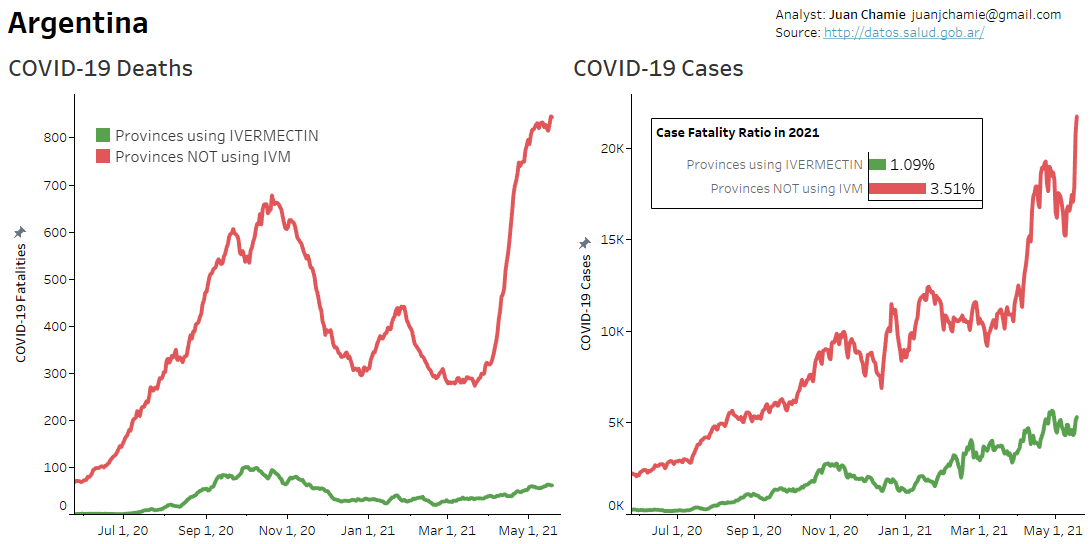 Argentina
Analyst: Juan Chamie juanjchamie@gmail.com
Source: http://datos.salud.gob.ar/
COVID-19 Deaths
COVID-19 Fatalities
800
700
600
500
400
300
200
100
0
Provinces using IVERMECTIN
Provinces NOT using IVM
Jul 1, 20
Sep 1, 20
Nov 1, 20
Jan 1, 21
Mar 1, 21
May 1, 21
COVID-19 Cases
COVID-19 Cases
20K
15K
10K
5K
0K
Case Fatality Ratio in 2021
Provinces using IVERMECTIN 1.09%
Provinces NOT using IVM 3.51%
Jul 1, 20
Sep 1, 20
Nov 1, 20
Jan 1, 21
Mar 1, 21
May 1, 21